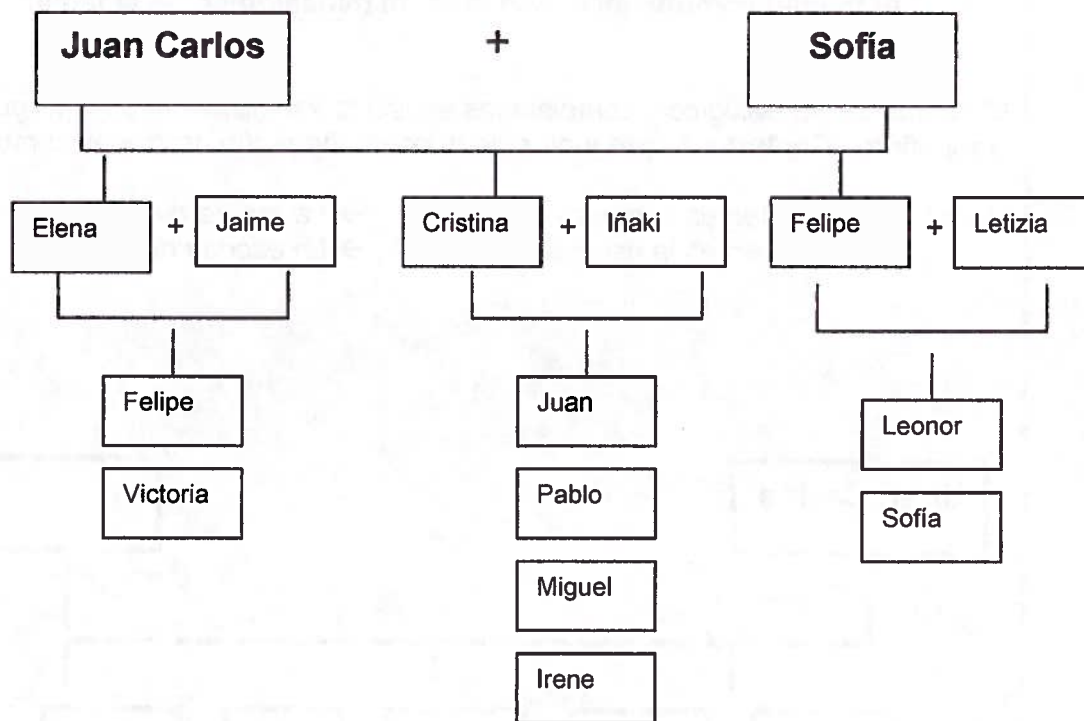 Juan Carlos + Sofía
Elena + Jaime Cristina + Iñaki Felipe + Letizia
Felipe Juan Leonor
Victoria Pablo Sofía
Miguel
Irene